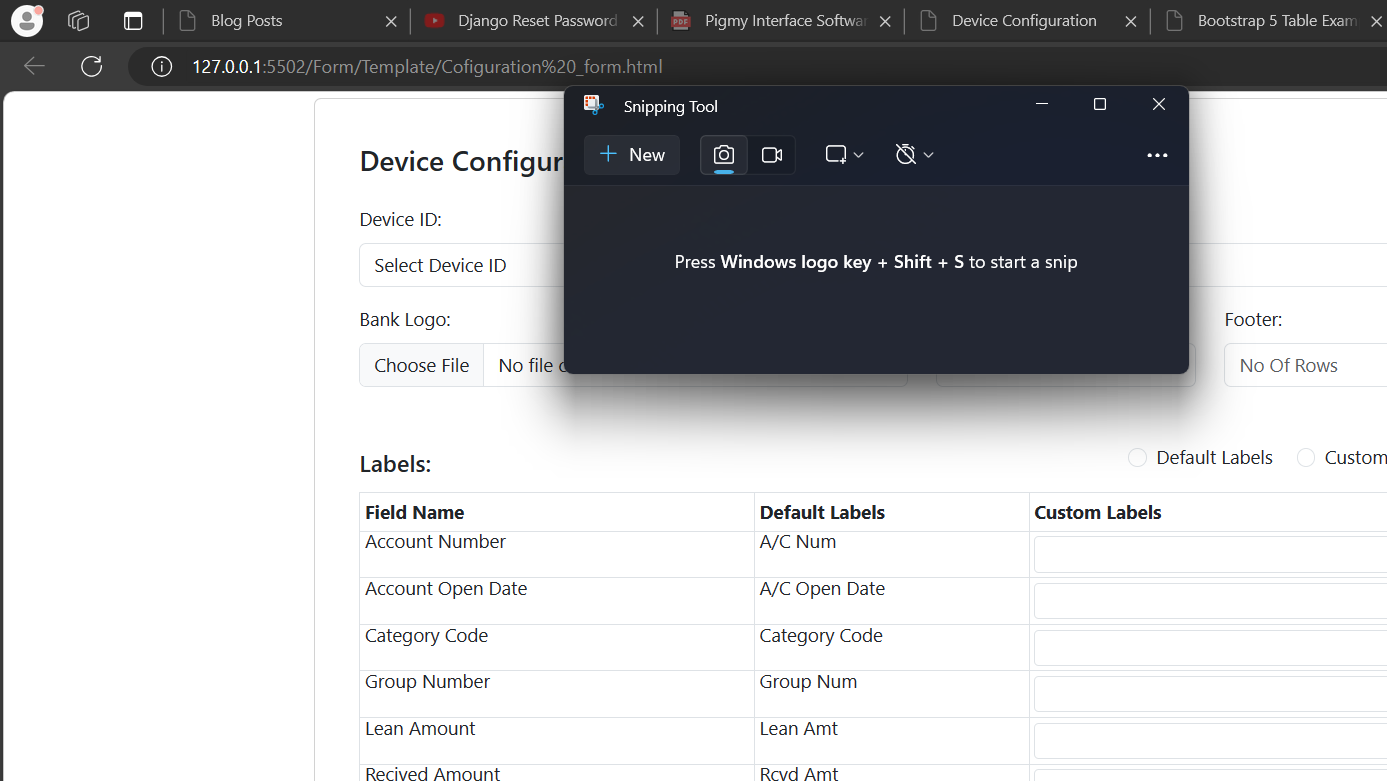 Blog Posts
Django Reset Password
Pigmy Interface Softwar
Device Configuration
Bootstrap 5 Table Exam
127.0.0.1:5502/Form/Template/Cofiguration%20_form.html
Snipping Tool
New
Press Windows logo key + Shift + S to start a snip
Device Configur
Device ID:
Select Device ID
Bank Logo:
Footer:
Choose File
No file c
No Of Rows
Labels:
Default Labels
Custom
Field Name
Default Labels
Custom Labels
Account Number
A/C Num
Account Open Date
A/C Open Date
Category Code
Category Code
Group Number
Group Num
Lean Amount
Lean Amt
Recived Amount
Rcvd Amt